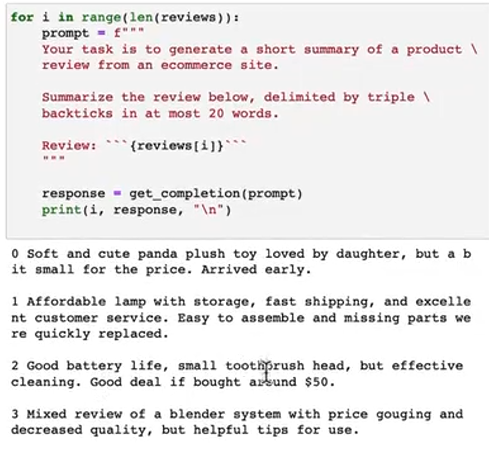 for i in range(len(reviews)):
    prompt = f"""
    Your task is to generate a short summary of a product \
    review from an ecommerce site.

    Summarize the review below, delimited by triple \
    backticks in at most 20 words.

    Review: ```{reviews[i]}```
    """

    response = get_completion(prompt)
    print(i, response, "\n")

0 Soft and cute panda plush toy loved by daughter, but a b
it small for the price. Arrived early.

1 Affordable lamp with storage, fast shipping, and excelle
nt customer service. Easy to assemble and missing parts we
re quickly replaced.

2 Good battery life, small toothbrush head, but effective
cleaning. Good deal if bought around $50.

3 Mixed review of a blender system with price gouging and
decreased quality, but helpful tips for use.